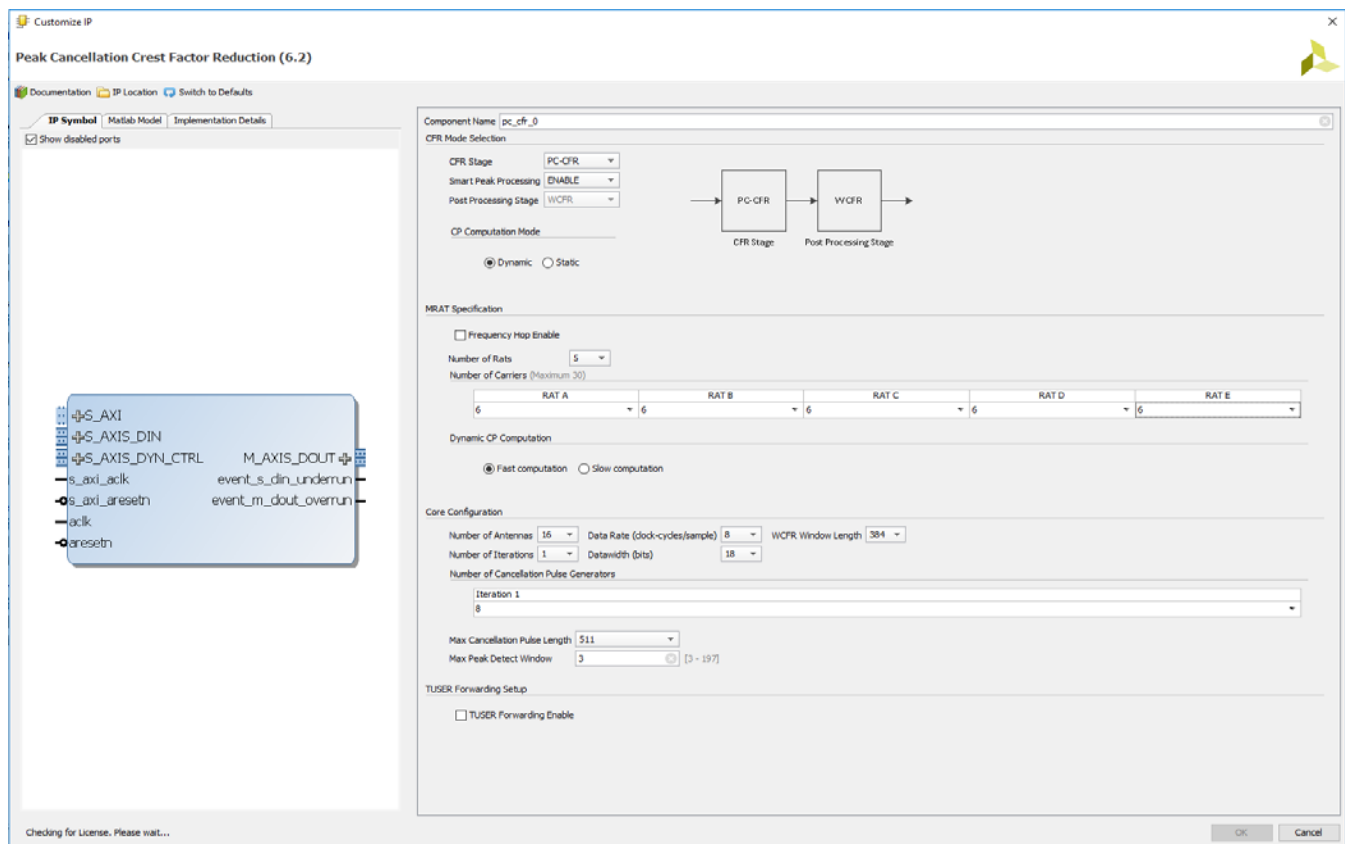 Customize IP
Peak Cancellation Crest Factor Reduction (6.2)
Documentation IP Location Switch to Defaults
IP Symbol Matlab Model Implementation Details
Show disabled ports
S_AXI
S_AXIS_DIN
S_AXIS_DYN_CTRL M_AXIS_DOUT
s_axi_aclk event_s_din_underrun
s_axi_aresetn event_m_dout_overrun
aclk
aresetn
Component Name pc_cfr_0
CFR Mode Selection
CFR Stage PC-CFR
Smart Peak Processing ENABLE
Post Processing Stage WCFR
PC-CFR WCFR
CFR Stage Post Processing Stage
CP Computation Mode
Dynamic Static
MRAT Specification
Frequency Hop Enable
Number of Rats 5
Number of Carriers (Maximum 30)
RAT A RAT B RAT C RAT D RAT E
6 6 6 6 6
Dynamic CP Computation
Fast computation Slow computation
Core Configuration
Number of Antennas 16 Data Rate (clock-cycles/sample) 8 WCFR Window Length 384
Number of Iterations 1 Datawidth (bits) 18
Number of Cancellation Pulse Generators
Iteration 1
8
Max Cancellation Pulse Length 511
Max Peak Detect Window 3 [3 - 197]
TUSER Forwarding Setup
TUSER Forwarding Enable
Checking for License. Please wait...
OK Cancel